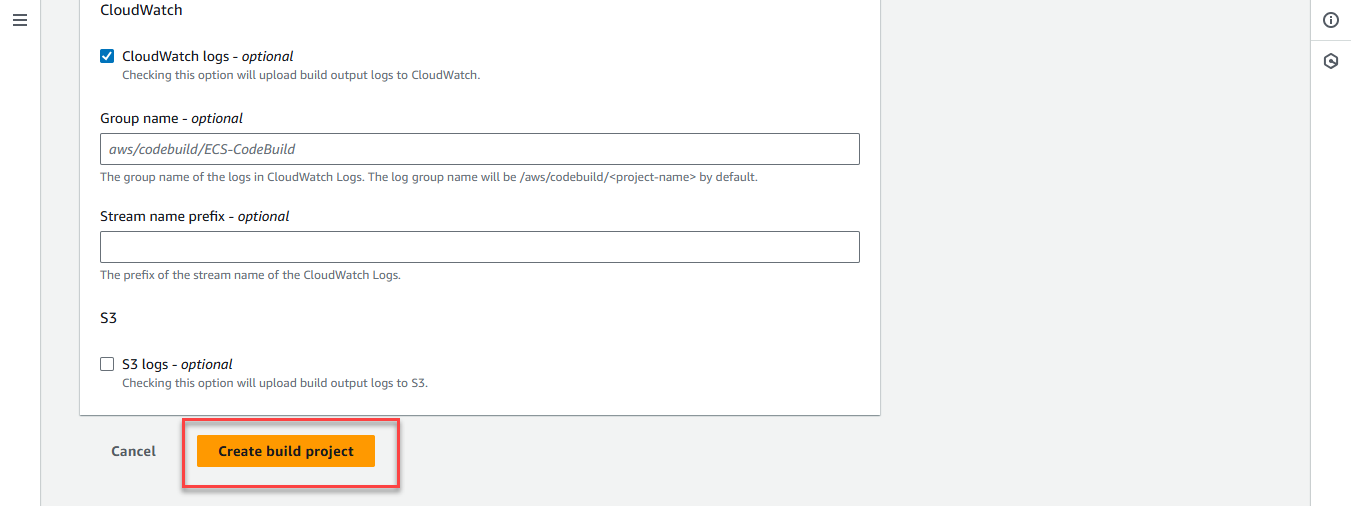 CloudWatch
CloudWatch logs - optional
Checking this option will upload build output logs to CloudWatch.
Group name - optional
aws/codebuild/ECS-CodeBuild
The group name of the logs in CloudWatch Logs. The log group name will be /aws/codebuild/<project-name> by default.
Stream name prefix - optional
The prefix of the stream name of the CloudWatch Logs.
S3
S3 logs - optional
Checking this option will upload build output logs to S3.
Cancel
Create build project